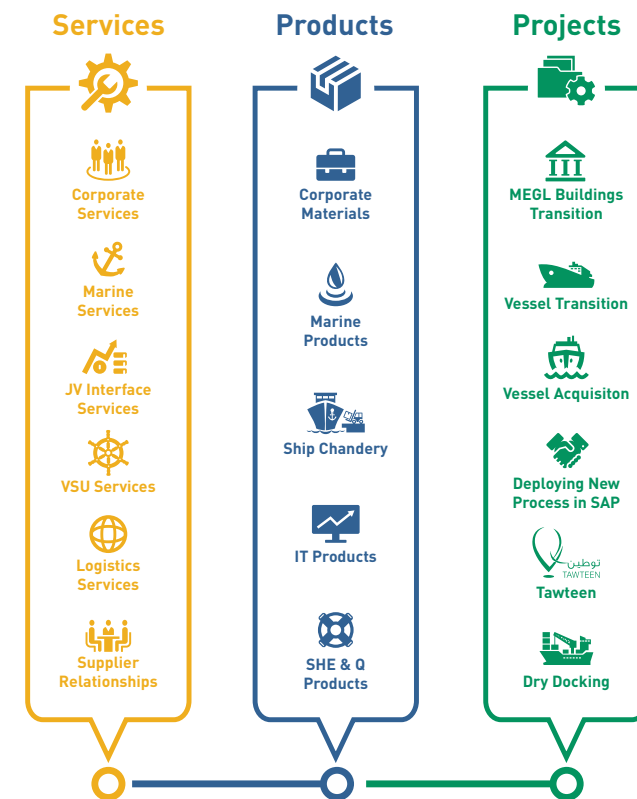 Services
Corporate
Services
Marine
Services
JV Interface
Services
VSU Services
Logistics
Services
Supplier
Relationships
Products
Corporate
Materials
Marine
Products
Ship Chandery
IT Products
SHE & Q
Products
Projects
MEGL Buildings
Transition
Vessel Transition
Vessel Acquisiton
Deploying New
Process in SAP
توطين
TAWTEEN
Tawteen
Dry Docking